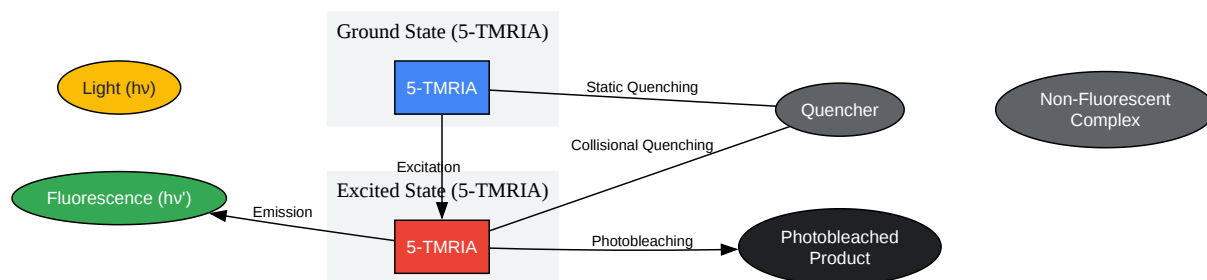 Ground State (5-TMRIA)
Light (hν)
5-TMRIA
Static Quenching
Quencher
Non-Fluorescent
Complex
Collisional Quenching
Excitation
Excited State (5-TMRIA)
Fluorescence (hν')
Emission
5-TMRIA
Photobleaching
Photobleached
Product